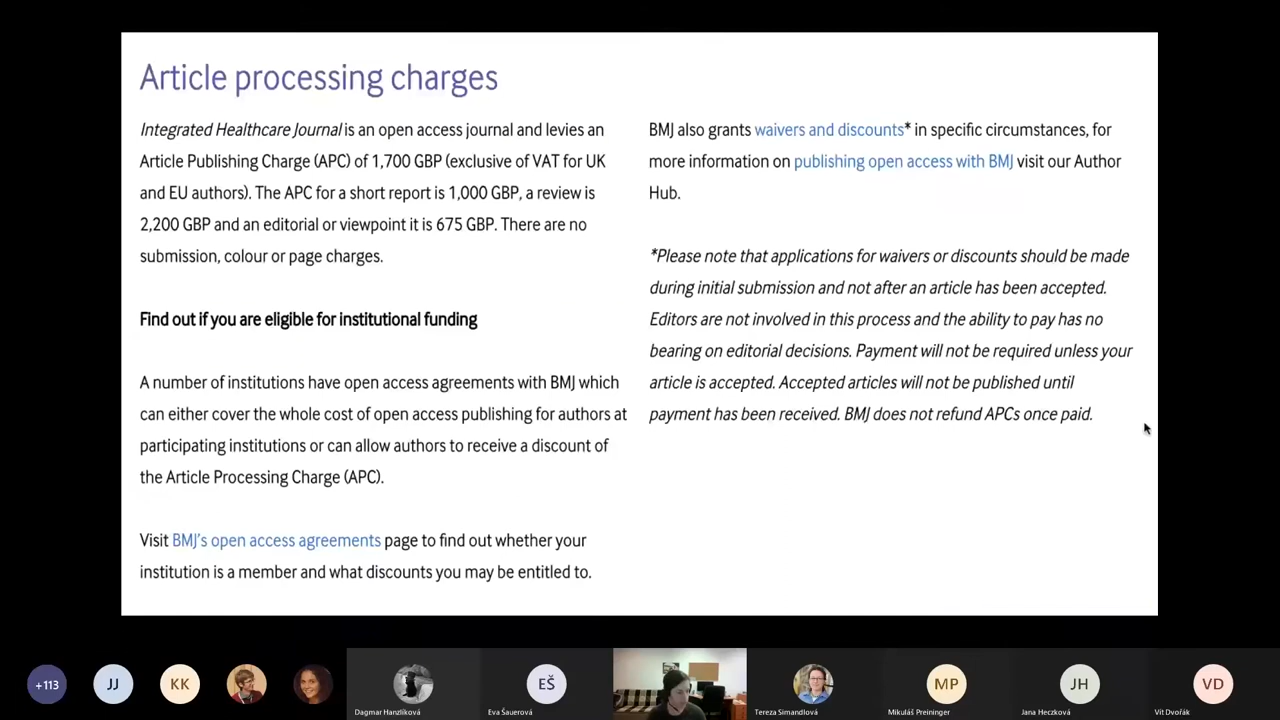 Article processing charges
Integrated Healthcare Journal is an open access journal and levies an
Article Publishing Charge (APC) of 1,700 GBP (exclusive of VAT for UK
and EU authors). The APC for a short report is 1,000 GBP, a review is
2,200 GBP and an editorial or viewpoint it is 675 GBP. There are no
submission, colour or page charges.
Find out if you are eligible for institutional funding
A number of institutions have open access agreements with BMJ which
can either cover the whole cost of open access publishing for authors at
participating institutions or can allow authors to receive a discount of
the Article Processing Charge (APC).
Visit BMJ's open access agreements page to find out whether your
institution is a member and what discounts you may be entitled to.
BMJ also grants waivers and discounts* in specific circumstances, for
more information on publishing open access with BMJ visit our Author
Hub.
*Please note that applications for waivers or discounts should be made
during initial submission and not after an article has been accepted.
Editors are not involved in this process and the ability to pay has no
bearing on editorial decisions. Payment will not be required unless your
article is accepted. Accepted articles will not be published until
payment has been received. BMJ does not refund APCs once paid.
+113
JJ
KK
Dagmar Hanzlíková
EŠ
Eva Šauerová
Tereza Simandlová
MP
Mikuláš Preininger
JH
Jana Heczková
VD
Vít Dvořák